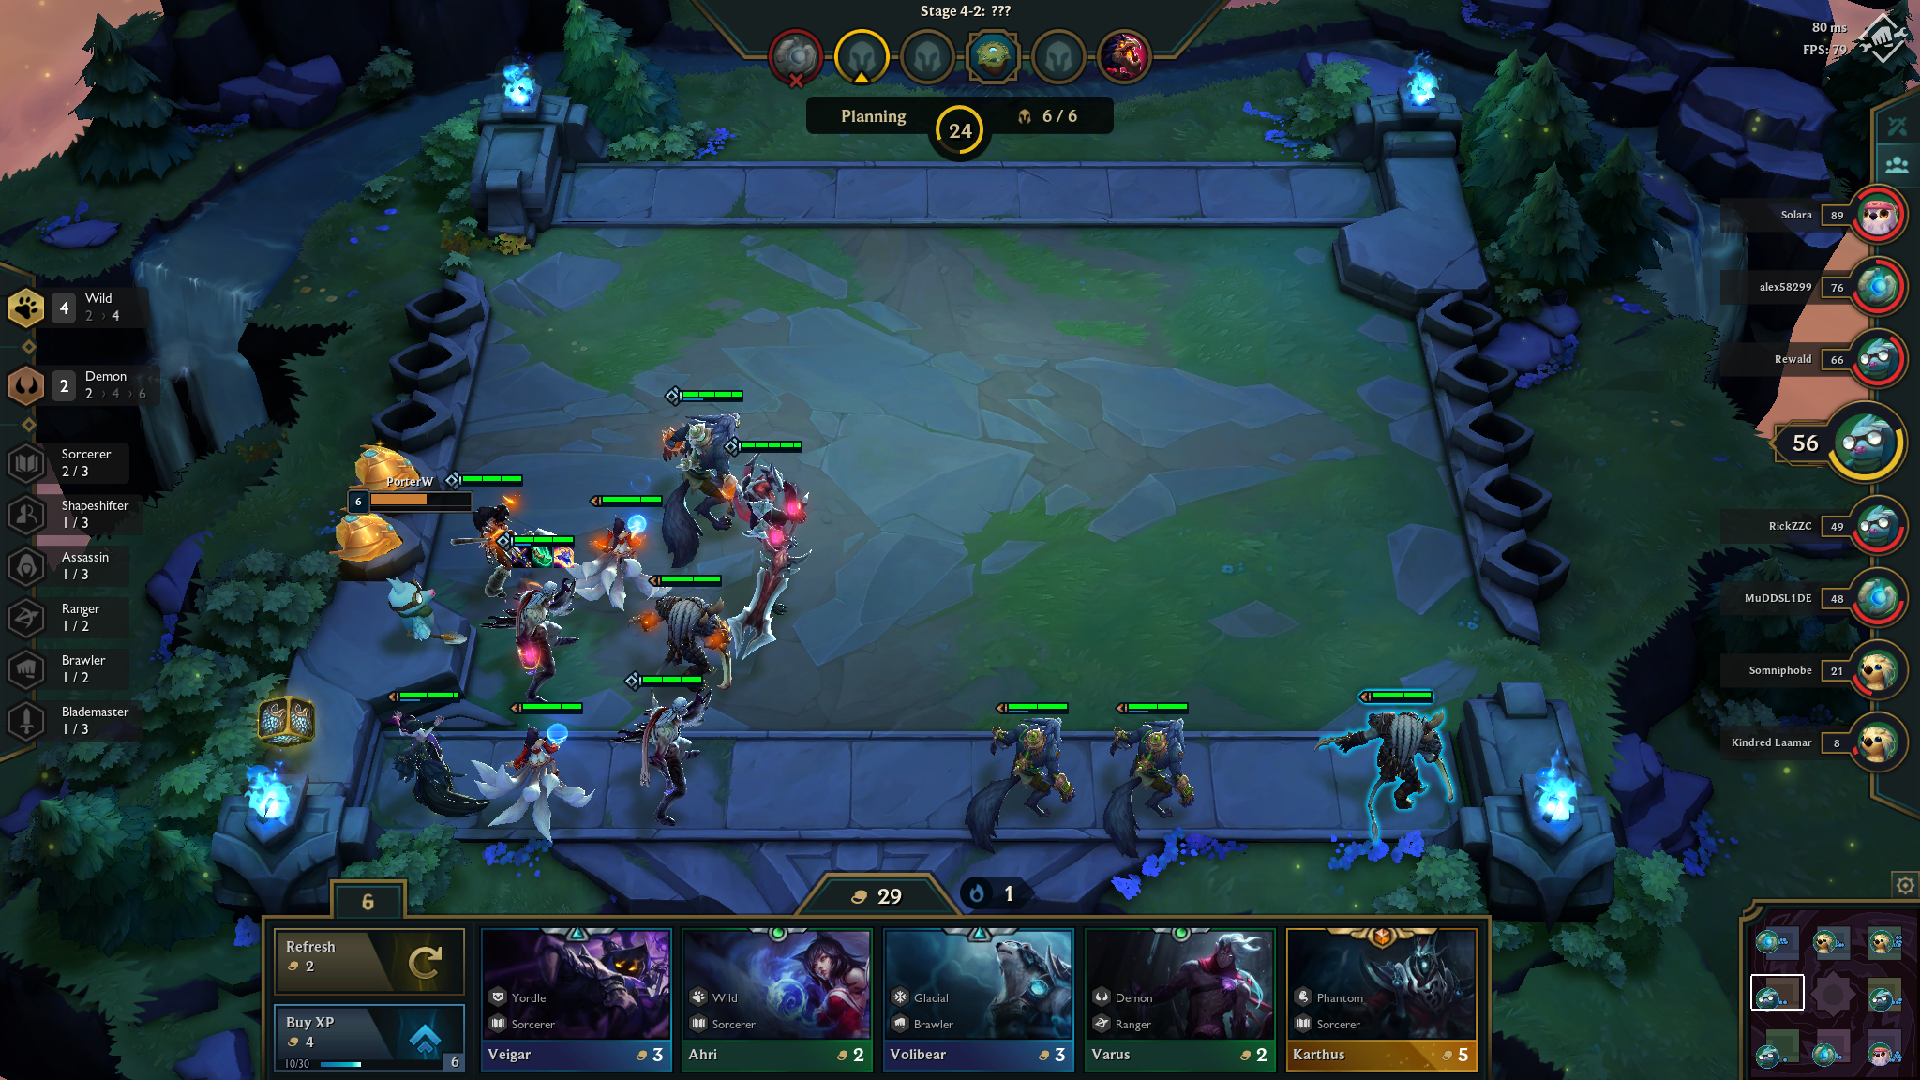 Stage 4-2: ???
80 ms
FPS: 79
Planning
24
6 / 6
Solara 89
alex58299 76
Rewald 66
56
RickZZC 49
MuDDSL1DE 48
Somniphobe 21
Kindred Laamar 8
4 Wild
2 › 4
2 Demon
2 › 4 › 6
Sorcerer
2 / 3
Shapeshifter
1 / 3
Assassin
1 / 3
Ranger
1 / 2
Brawler
1 / 2
Blademaster
1 / 3
PorterW
6
6
29
1
Refresh
2
Buy XP
4
10/30
6
Yordle
Sorcerer
Veigar 3
Wild
Sorcerer
Ahri 2
Glacial
Brawler
Volibear 3
Demon
Ranger
Varus 2
Phantom
Sorcerer
Karthus 5